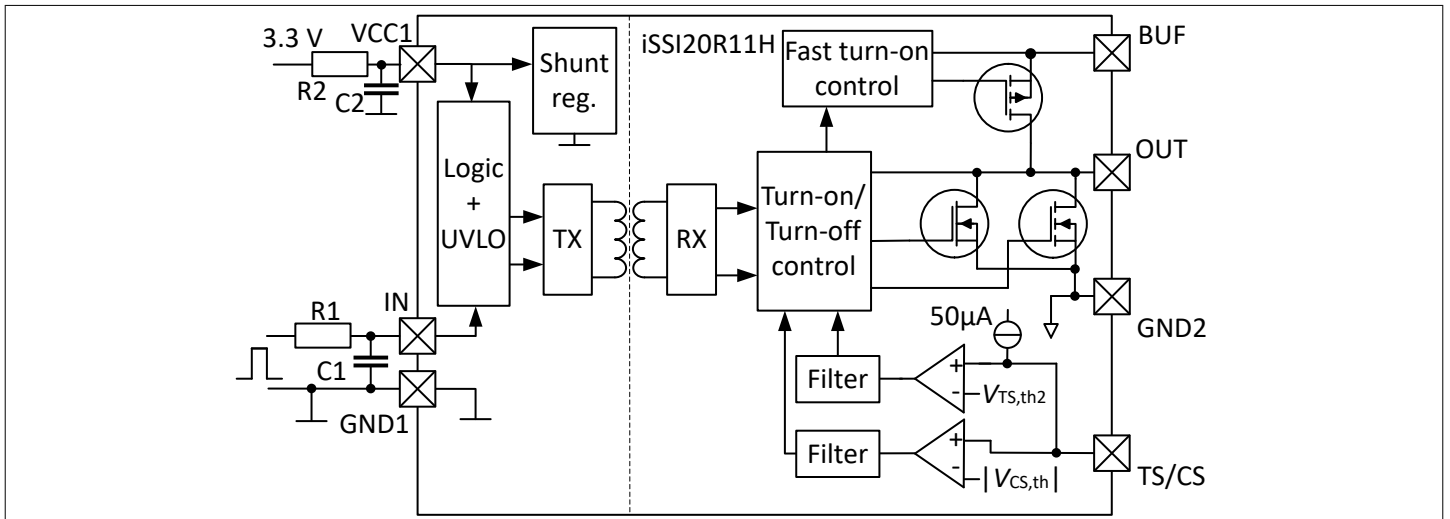 3.3 V
VCC1
R2
C2
Shunt
reg.
iSSI20R11H
Fast turn-on
control
BUF
Logic
+
UVLO
TX
RX
Turn-on/
Turn-off
control
OUT
IN
R1
C1
GND1
50µA
GND2
Filter
+
-
VTS,th2
Filter
+
-
|VCS,th|
TS/CS